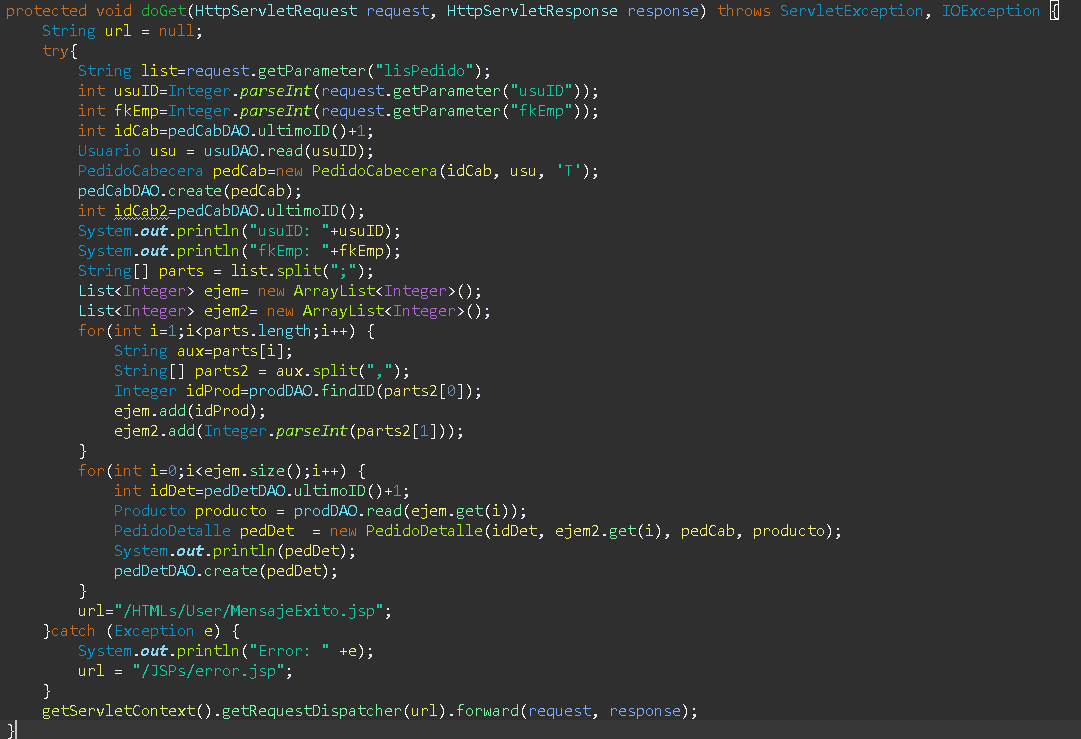 protected void doGet(HttpServletRequest request, HttpServletResponse response) throws ServletException, IOException {
    String url = null;
    try{
        String list=request.getParameter("lisPedido");
        int usuID=Integer.parseInt(request.getParameter("usuID"));
        int fkEmp=Integer.parseInt(request.getParameter("fkEmp"));
        int idCab=pedCabDAO.ultimoID()+1;
        Usuario usu = usuDAO.read(usuID);
        PedidoCabecera pedCab=new PedidoCabecera(idCab, usu, 'T');
        pedCabDAO.create(pedCab);
        int idCab2=pedCabDAO.ultimoID();
        System.out.println("usuID: "+usuID);
        System.out.println("fkEmp: "+fkEmp);
        String[] parts = list.split(";");
        List<Integer> ejem= new ArrayList<Integer>();
        List<Integer> ejem2= new ArrayList<Integer>();
        for(int i=1;i<parts.length;i++) {
            String aux=parts[i];
            String[] parts2 = aux.split(",");
            Integer idProd=prodDAO.findID(parts2[0]);
            ejem.add(idProd);
            ejem2.add(Integer.parseInt(parts2[1]));
        }
        for(int i=0;i<ejem.size();i++) {
            int idDet=pedDetDAO.ultimoID()+1;
            Producto producto = prodDAO.read(ejem.get(i));
            PedidoDetalle pedDet  = new PedidoDetalle(idDet, ejem2.get(i), pedCab, producto);
            System.out.println(pedDet);
            pedDetDAO.create(pedDet);
        }
        url="/HTMLs/User/MensajeExito.jsp";
    }catch (Exception e) {
        System.out.println("Error: " +e);
        url = "/JSPs/error.jsp";
    }
    getServletContext().getRequestDispatcher(url).forward(request, response);
}